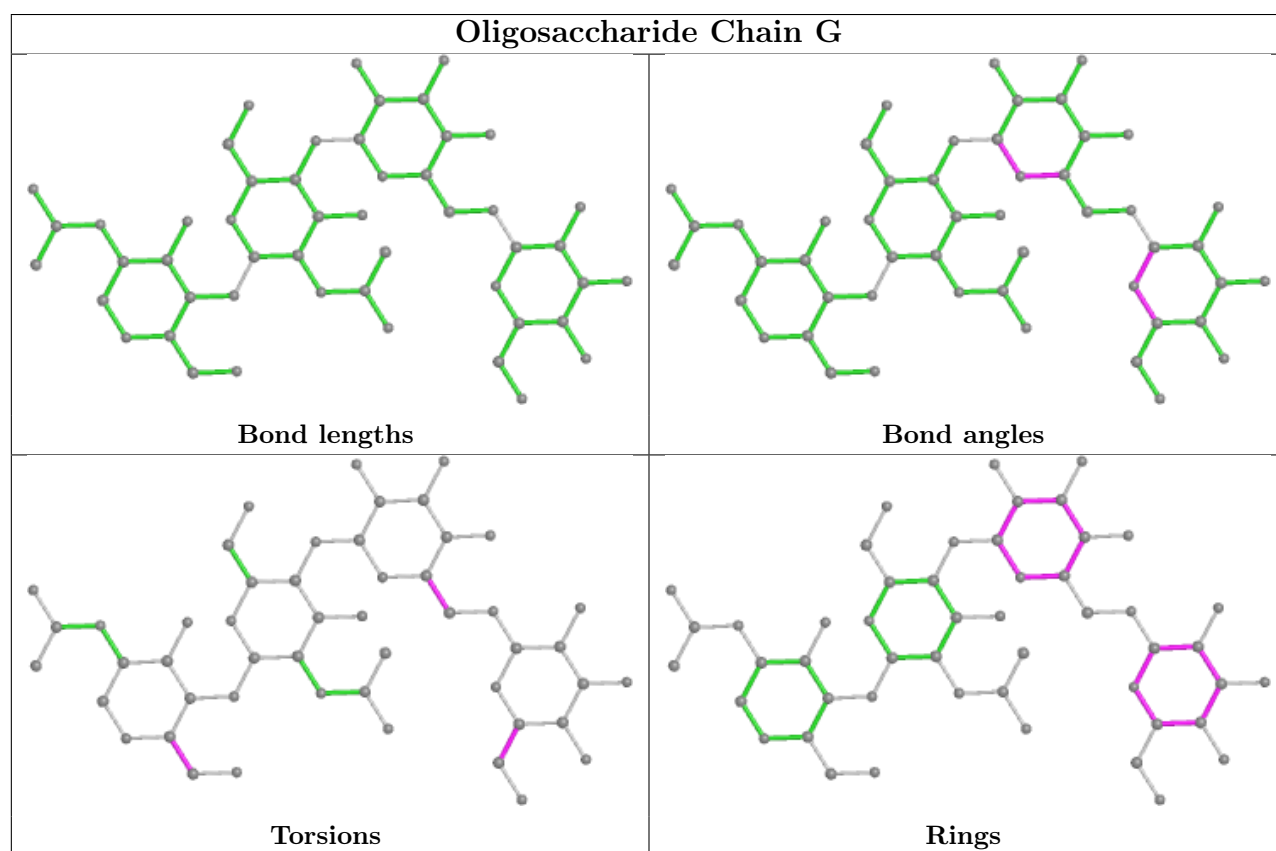 Oligosaccharide Chain G
Bond lengths
Bond angles
Torsions
Rings